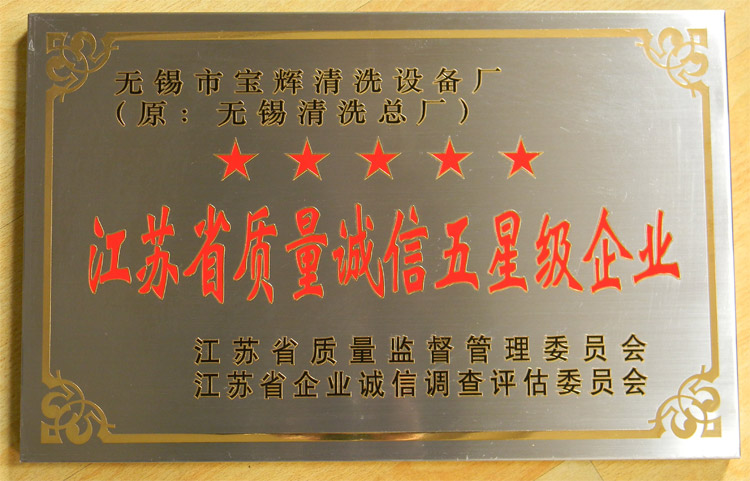 无锡市宝辉清洗设备厂
（原：无锡清洗总厂）
江苏省质量诚信五星级企业
江苏省质量监督管理委员会
江苏省企业诚信调查评估委员会